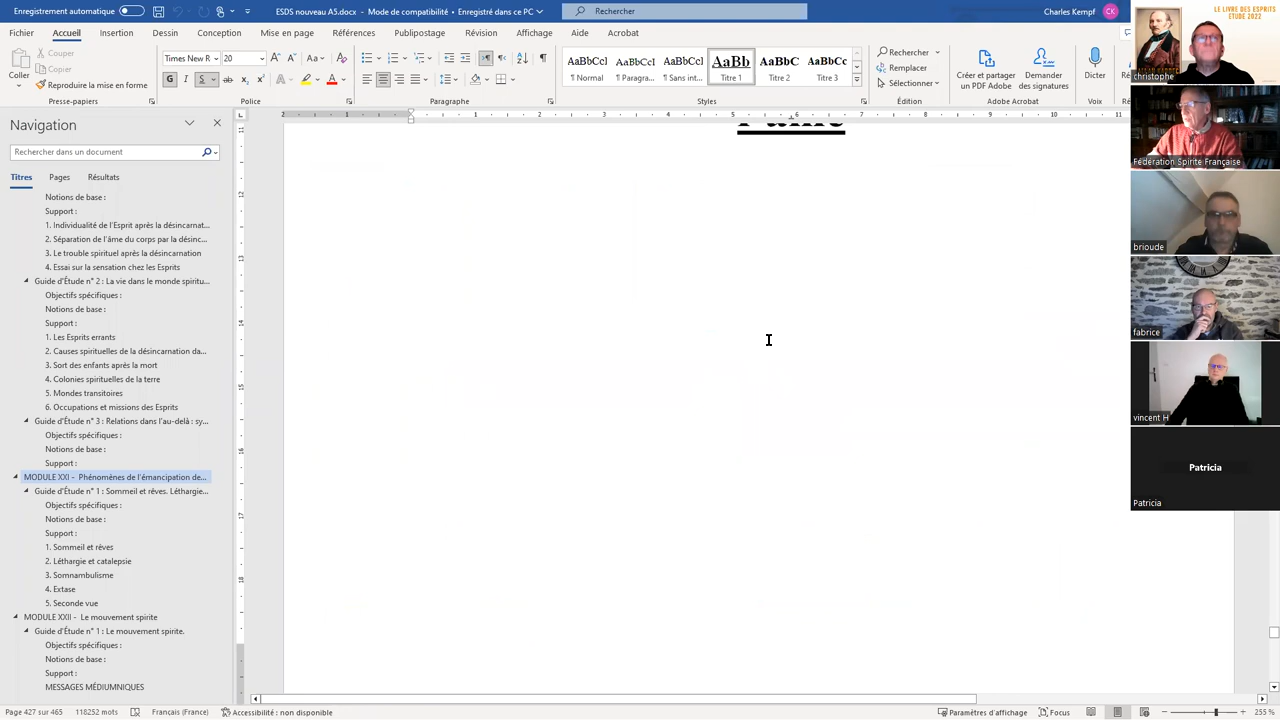 Enregistrement automatique
ESDS nouveau A5.docx - Mode de compatibilité • Enregistré dans ce PC
Rechercher
Charles Kempf
CK
LE LIVRE DES ESPRITS
ETUDE 2022
Fichier
Accueil
Insertion
Dessin
Conception
Mise en page
Références
Publipostage
Révision
Affichage
Aide
Acrobat
Coller
Couper
Copier
Reproduire la mise en forme
Presse-papiers
Times New R
20
Police
Paragraphe
AaBbCcI
¶ Normal
AaBbCcI
¶ Paragra...
AaBbCcI
¶ Sans int...
AaBb
Titre 1
AaBbC
Titre 2
AaBbCc
Titre 3
Styles
Rechercher
Remplacer
Sélectionner
Édition
Créer et partager
un PDF Adobe
Demander
des signatures
Adobe Acrobat
Dicter
Voix
christophe
Navigation
Rechercher dans un document
Titres
Pages
Résultats
Notions de base :
Support :
1. Individualité de l'Esprit après la désincarnat...
2. Séparation de l'âme du corps par la désinc...
3. Le trouble spirituel après la désincarnation
4. Essai sur la sensation chez les Esprits
Guide d'Étude n° 2 : La vie dans le monde spiritu...
Objectifs spécifiques :
Notions de base :
Support :
1. Les Esprits errants
2. Causes spirituelles de la désincarnation da...
3. Sort des enfants après la mort
4. Colonies spirituelles de la terre
5. Mondes transitoires
6. Occupations et missions des Esprits
Guide d'Étude n° 3 : Relations dans l'au-delà : sy...
Objectifs spécifiques :
Notions de base :
Support :
MODULE XXI - Phénomènes de l'émancipation de...
Guide d'Étude n° 1 : Sommeil et rêves. Léthargie...
Objectifs spécifiques :
Notions de base :
Support :
1. Sommeil et rêves
2. Léthargie et catalepsie
3. Somnambulisme
4. Extase
5. Seconde vue
MODULE XXII - Le mouvement spirite
Guide d'Étude n° 1 : Le mouvement spirite.
Objectifs spécifiques :
Notions de base :
Support :
MESSAGES MÉDIUMNIQUES
Fédération Spirite Française
brioude
fabrice
vincent H
Patricia
Patricia
Page 427 sur 465
118252 mots
Français (France)
Accessibilité : non disponible
Paramètres d'affichage
Focus
255 %